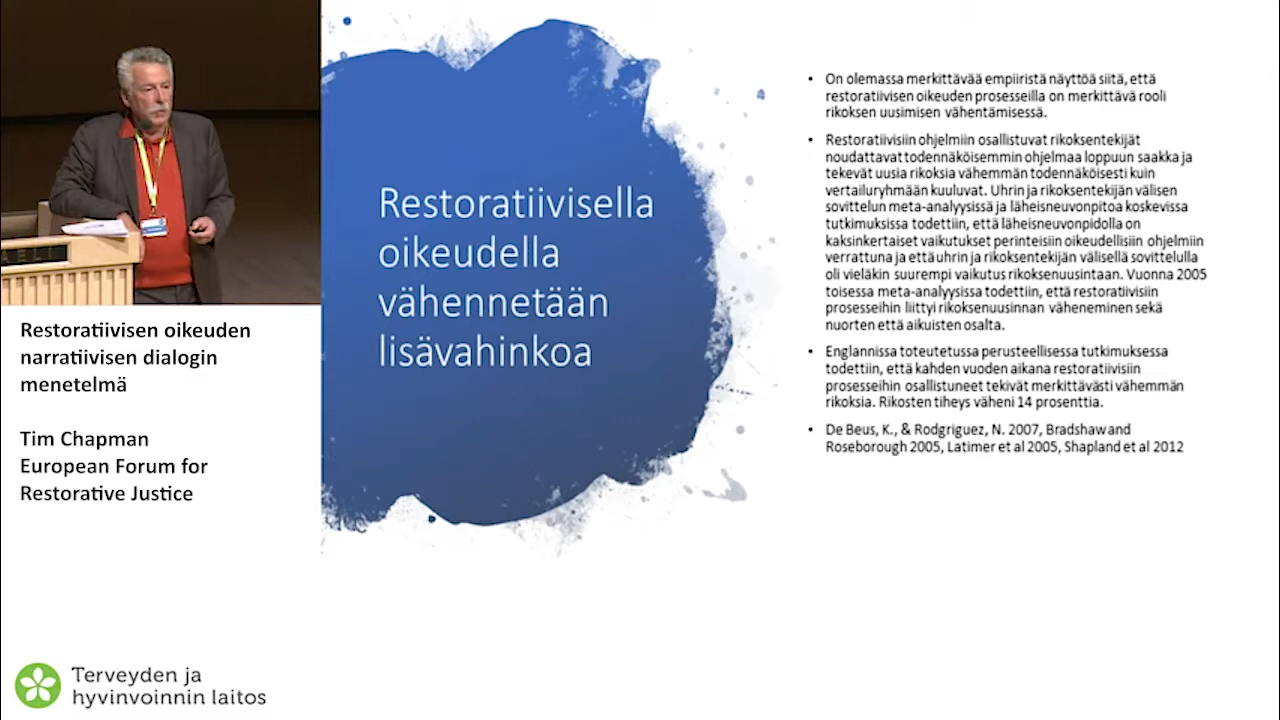 Restoratiivisen oikeuden
narratiivisen dialogin
menetelmä
Tim Chapman
European Forum for
Restorative Justice
Terveyden ja
hyvinvoinnin laitos
Restoratiivisella
oikeudella
vähennetään
lisävahinkoa
• On olemassa merkittävää empiiristä näyttöä siitä, että
restoratiivisen oikeuden prosesseilla on merkittävä rooli
rikoksen uusimisen vähentämisessä.
• Restoratiivisiin ohjelmiin osallistuvat rikoksentekijät
noudattavat todennäköisemmin ohjelmaa loppuun saakka ja
tekevät uusia rikoksia vähemmän todennäköisesti kuin
vertailuryhmään kuuluvat. Uhrin ja rikoksentekijän välisen
sovittelun meta-analyysissä ja läheisneuvonpitoa koskevissa
tutkimuksissa todettiin, että läheisneuvonpidolla on
kaksinkertaiset vaikutukset perinteisiin oikeudellisiin ohjelmiin
verrattuna ja että uhrin ja rikoksentekijän välisellä sovittelulla
oli vieläkin suurempi vaikutus rikoksenuusintaan. Vuonna 2005
toisessa meta-analyysissa todettiin, että restoratiivisiin
prosesseihin liittyi rikoksenuusinnan väheneminen sekä
nuorten että aikuisten osalta.
• Englannissa toteutetussa perusteellisessa tutkimuksessa
todettiin, että kahden vuoden aikana restoratiivisiin
prosesseihin osallistuneet tekivät merkittävästi vähemmän
rikoksia. Rikosten tiheys väheni 14 prosenttia.
• De Beus, K., & Rodgriguez, N. 2007, Bradshaw and
Roseborough 2005, Latimer et al 2005, Shapland et al 2012